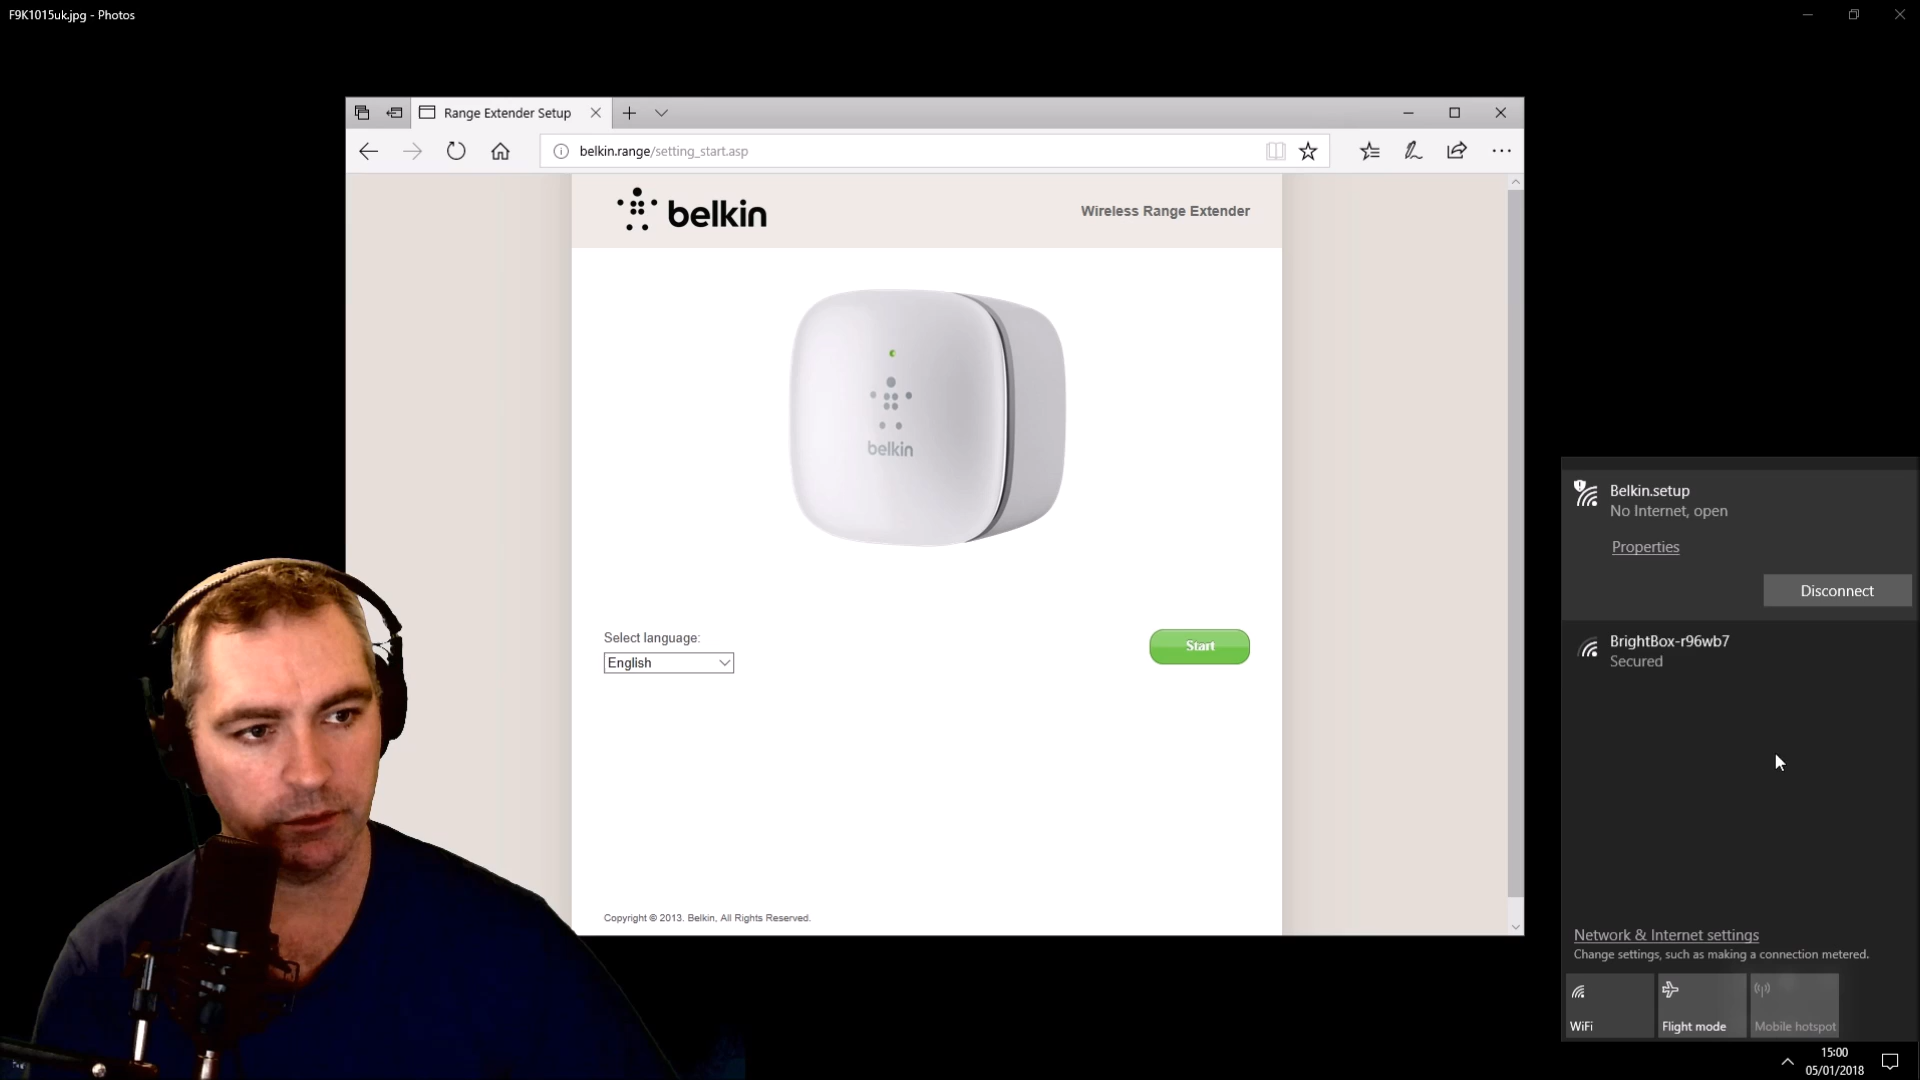 F9K1015uk.jpg - Photos
Range Extender Setup
belkin.range/setting_start.asp
belkin
Wireless Range Extender
belkin
Select language:
English
Start
Copyright © 2013. Belkin, All Rights Reserved.
Belkin.setup
No Internet, open
Properties
Disconnect
BrightBox-r96wb7
Secured
Network & Internet settings
Change settings, such as making a connection metered.
WiFi
Flight mode
Mobile hotspot
15:00
05/01/2018